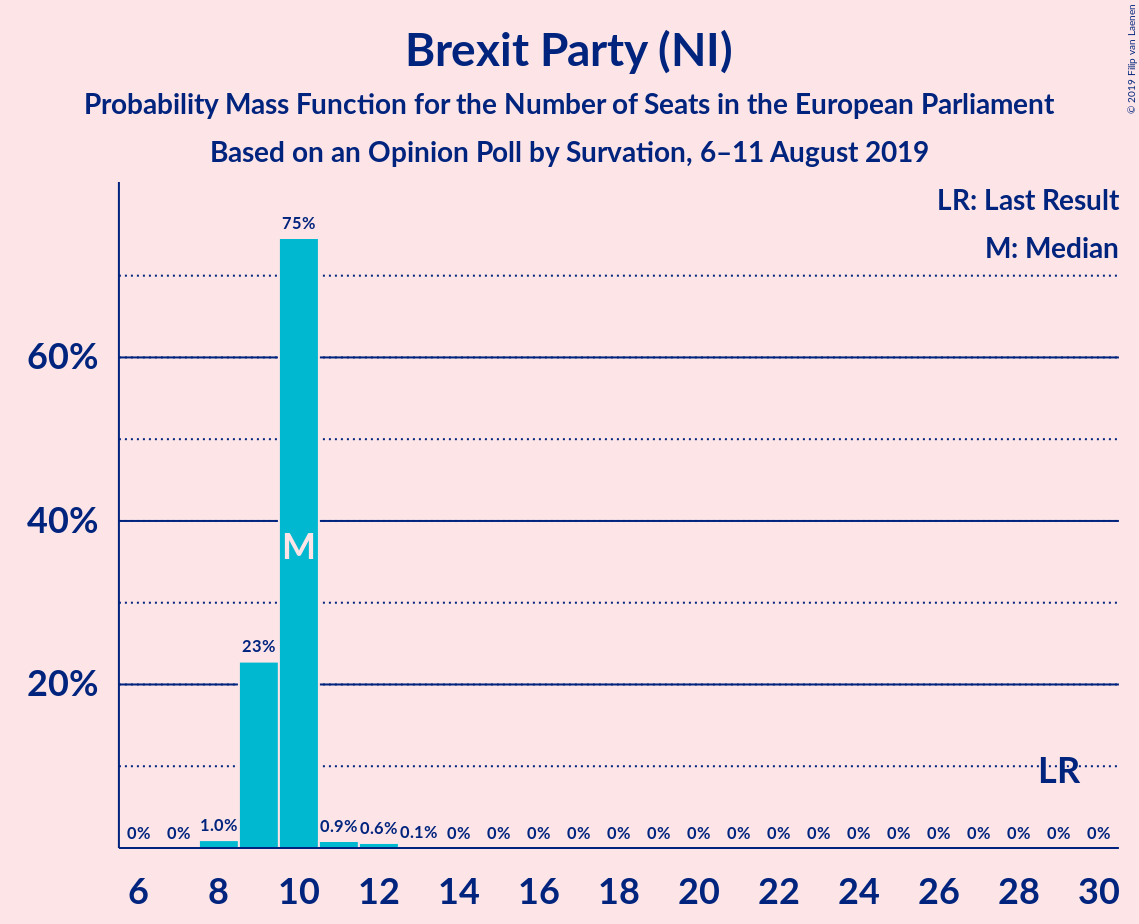 Brexit Party (NI)
Probability Mass Function for the Number of Seats in the European Parliament
Based on an Opinion Poll by Survation, 6–11 August 2019
© 2019 Filip van Laenen
LR: Last Result
M: Median
75%
60%
40%
M
23%
20%
LR
0% 0% 1.0% 0.9% 0.6% 0.1% 0% 0% 0% 0% 0% 0% 0% 0% 0% 0% 0% 0% 0% 0% 0% 0% 0%
6 8 10 12 14 16 18 20 22 24 26 28 30